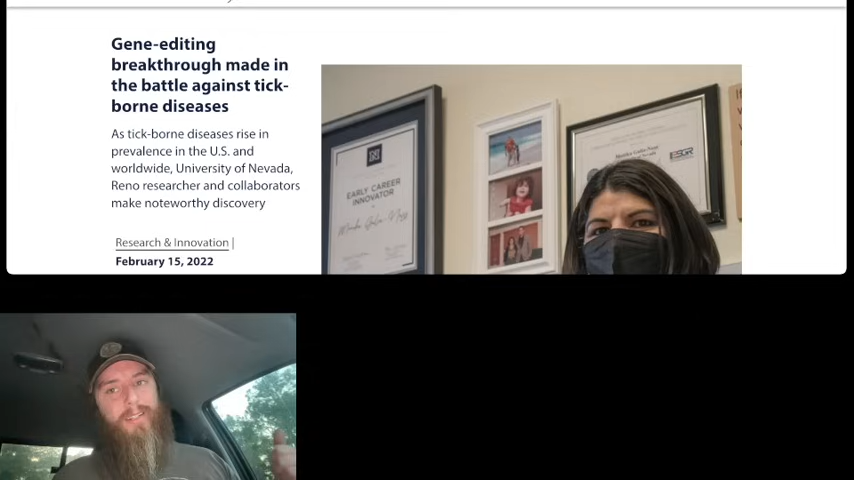 Gene-editing
breakthrough made in
the battle against tick-
borne diseases
As tick-borne diseases rise in
prevalence in the U.S. and
worldwide, University of Nevada,
Reno researcher and collaborators
make noteworthy discovery
Research & Innovation |
February 15, 2022
EARLY CAREER
INNOVATOR
ESGR